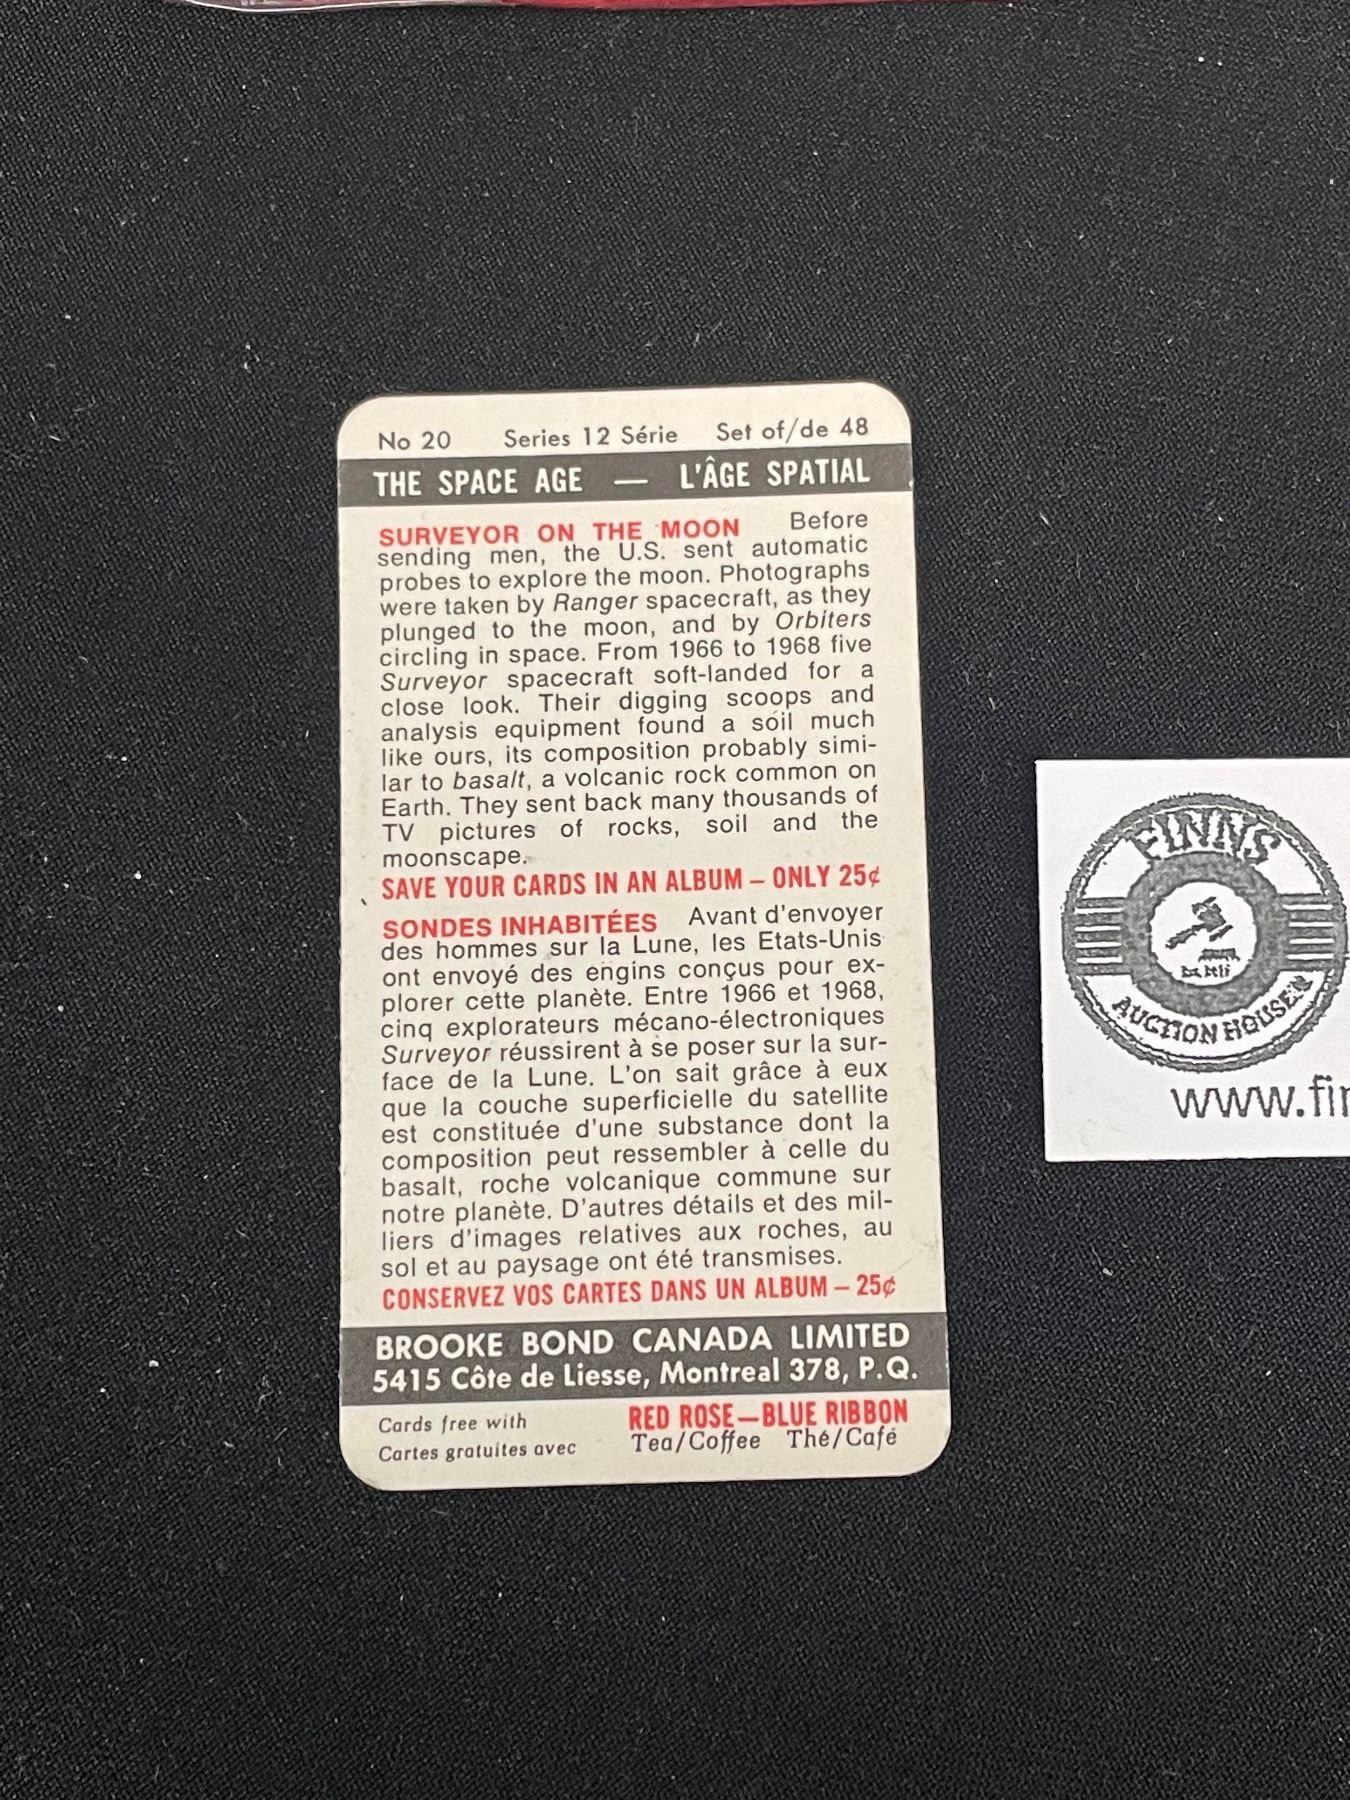 No 20 Series 12 Série Set of/de 48
THE SPACE AGE — L'ÂGE SPATIAL
SURVEYOR ON THE MOON Before
sending men, the U.S. sent automatic
probes to explore the moon. Photographs
were taken by Ranger spacecraft, as they
plunged to the moon, and by Orbiters
circling in space. From 1966 to 1968 five
Surveyor spacecraft soft-landed for a
close look. Their digging scoops and
analysis equipment found a soil much
like ours, its composition probably simi-
lar to basalt, a volcanic rock common on
Earth. They sent back many thousands of
TV pictures of rocks, soil and the
moonscape.
SAVE YOUR CARDS IN AN ALBUM – ONLY 25¢
SONDES INHABITÉES Avant d'envoyer
des hommes sur la Lune, les Etats-Unis
ont envoyé des engins conçus pour ex-
plorer cette planète. Entre 1966 et 1968,
cinq explorateurs mécano-électroniques
Surveyor réussirent à se poser sur la sur-
face de la Lune. L'on sait grâce à eux
que la couche superficielle du satellite
est constituée d'une substance dont la
composition peut ressembler à celle du
basalt, roche volcanique commune sur
notre planète. D'autres détails et des mil-
liers d'images relatives aux roches, au
sol et au paysage ont été transmises.
CONSERVEZ VOS CARTES DANS UN ALBUM – 25¢
BROOKE BOND CANADA LIMITED
5415 Côte de Liesse, Montreal 378, P.Q.
Cards free with RED ROSE—BLUE RIBBON
Cartes gratuites avec Tea/Coffee Thé/Café
FINNS
AUCTION HOUSE
www.fin